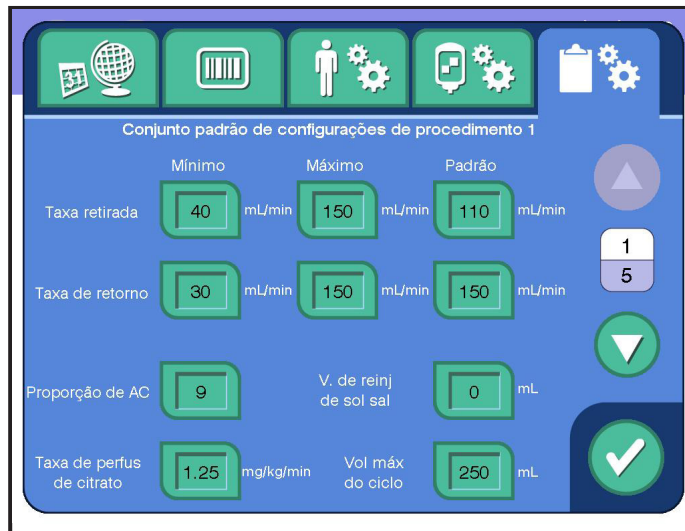 31
Conjunto padrão de configurações de procedimento 1
Mínimo Máximo Padrão
Taxa retirada 40 mL/min 150 mL/min 110 mL/min
1
5
Taxa de retorno 30 mL/min 150 mL/min 150 mL/min
Proporção de AC 9 V. de reinj de sol sal 0 mL
Taxa de perfus de citrato 1.25 mg/kg/min Vol máx do ciclo 250 mL